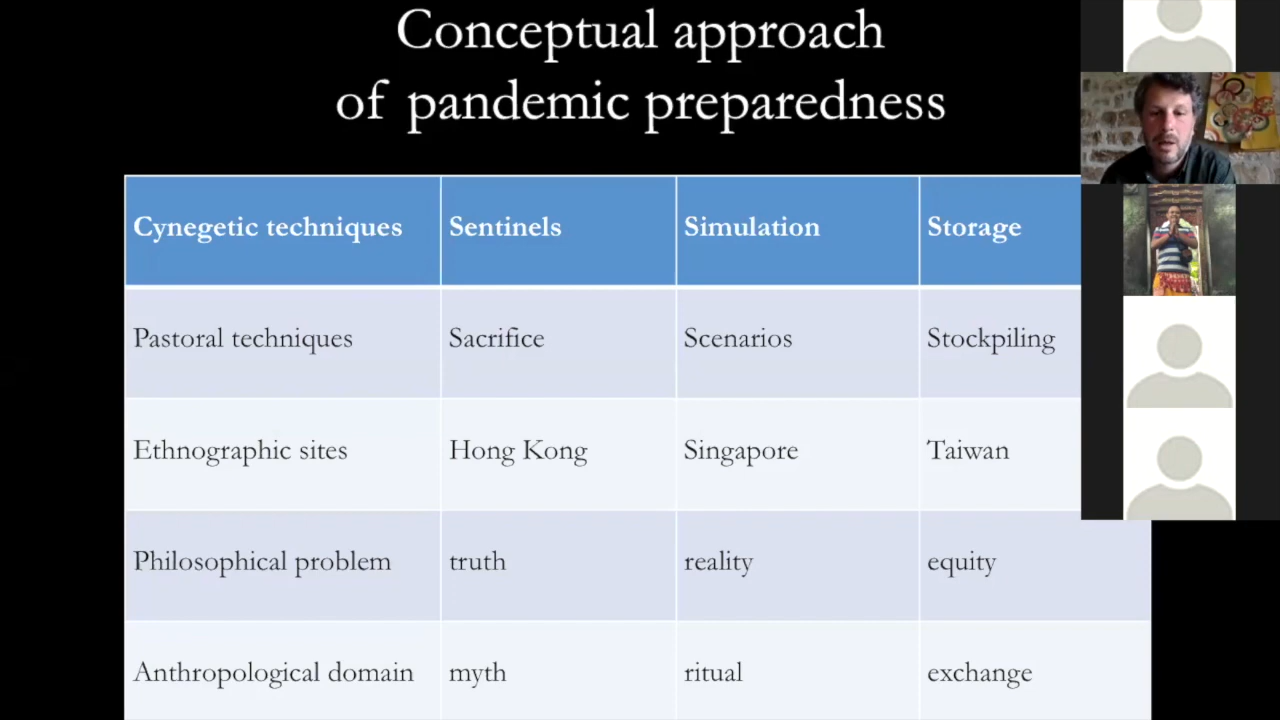 Conceptual approach
of pandemic preparedness
Cynegetic techniques Sentinels Simulation Storage
Pastoral techniques Sacrifice Scenarios Stockpiling
Ethnographic sites Hong Kong Singapore Taiwan
Philosophical problem truth reality equity
Anthropological domain myth ritual exchange